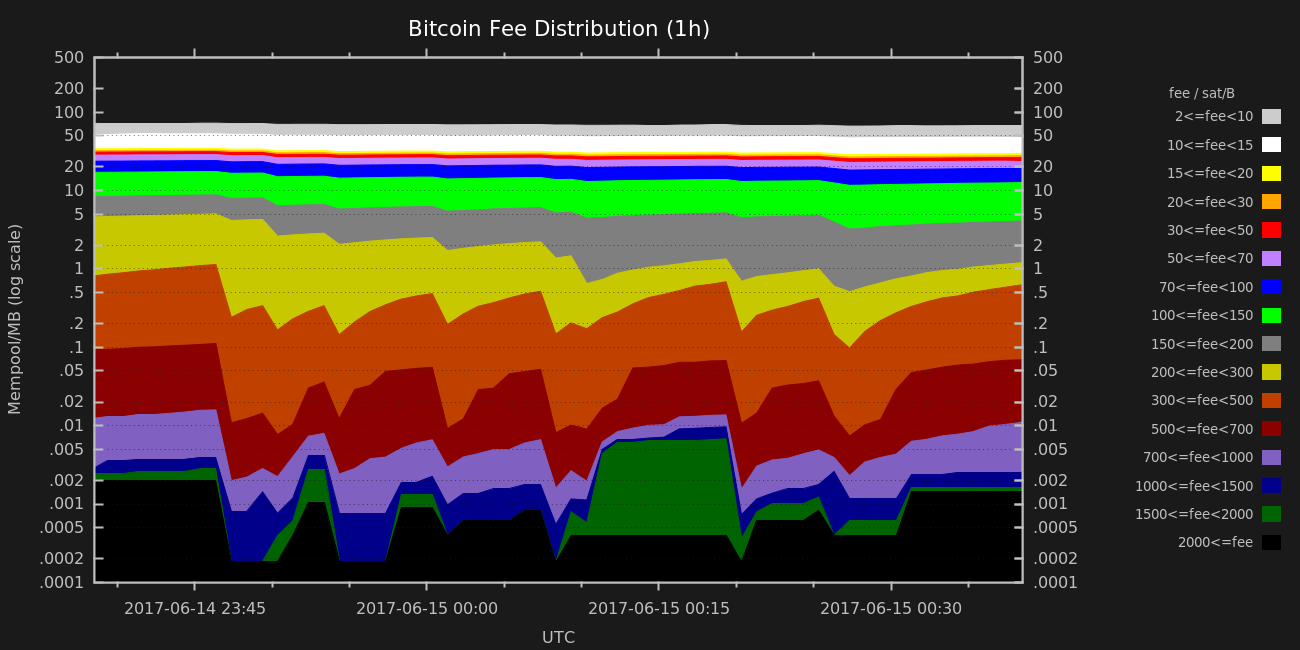 Bitcoin Fee Distribution (1h)
500 500
200 200
100 100
50 50
20 20
10 10
5 5
2 2
1 1
.5 .5
.2 .2
.1 .1
.05 .05
.02 .02
.01 .01
.005 .005
.002 .002
.001 .001
.0005 .0005
.0002 .0002
.0001 .0001
Mempool/MB (log scale)
2017-06-14 23:45 2017-06-15 00:00 2017-06-15 00:15 2017-06-15 00:30
UTC
fee / sat/B
2<=fee<10
10<=fee<15
15<=fee<20
20<=fee<30
30<=fee<50
50<=fee<70
70<=fee<100
100<=fee<150
150<=fee<200
200<=fee<300
300<=fee<500
500<=fee<700
700<=fee<1000
1000<=fee<1500
1500<=fee<2000
2000<=fee